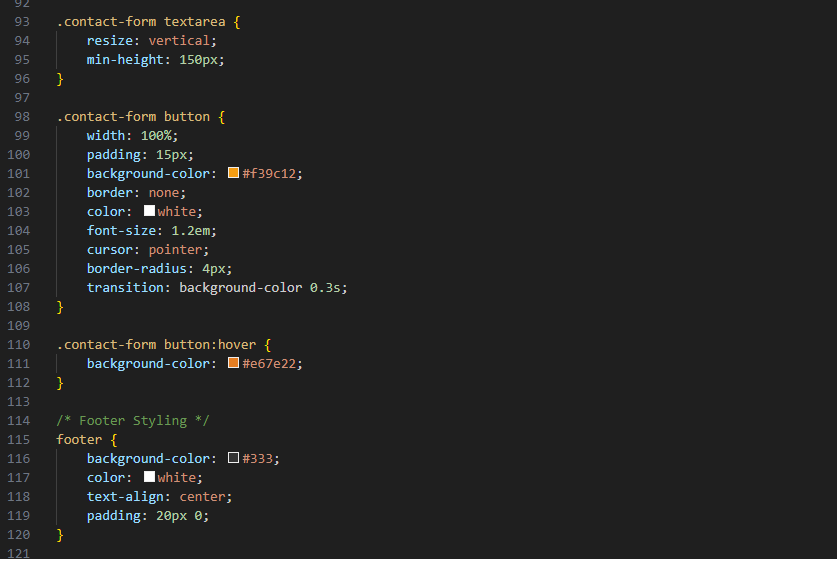 92
93 .contact-form textarea {
94     resize: vertical;
95     min-height: 150px;
96 }
97
98 .contact-form button {
99     width: 100%;
100     padding: 15px;
101     background-color: #f39c12;
102     border: none;
103     color: white;
104     font-size: 1.2em;
105     cursor: pointer;
106     border-radius: 4px;
107     transition: background-color 0.3s;
108 }
109
110 .contact-form button:hover {
111     background-color: #e67e22;
112 }
113
114 /* Footer Styling */
115 footer {
116     background-color: #333;
117     color: white;
118     text-align: center;
119     padding: 20px 0;
120 }
121